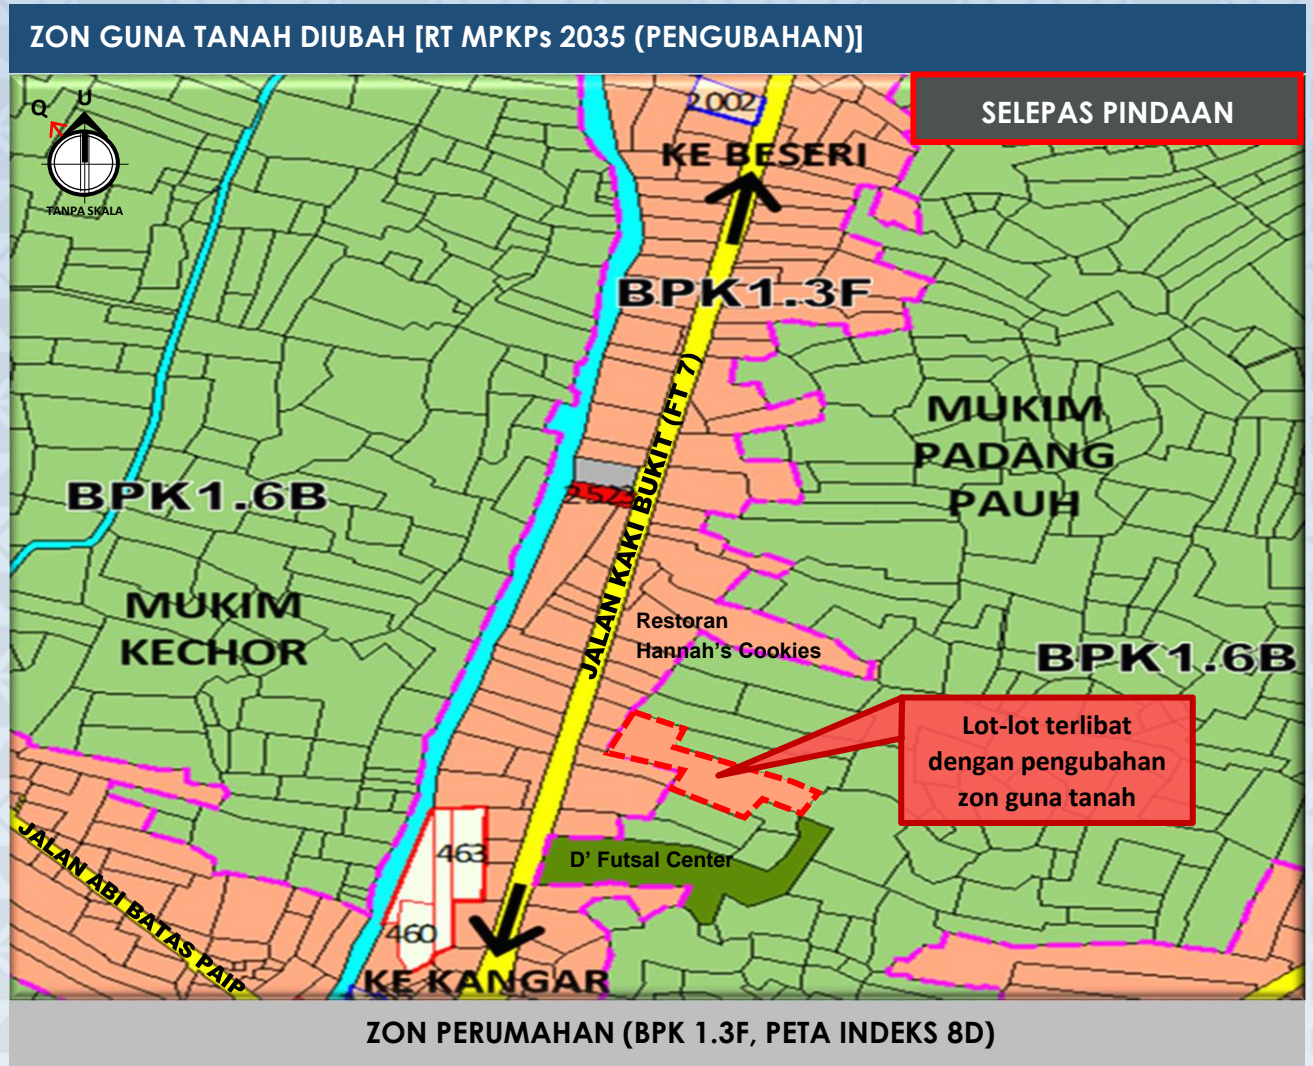 ZON GUNA TANAH DIUBAH [RT MPKPs 2035 (PENGUBAHAN)]
SELEPAS PINDAAN
Q U
TANPA SKALA
2002
KE BESERI
BPK1.3F
MUKIM
PADANG
PAUH
BPK1.6B
2523
JALAN KAKI BUKIT (FT 7)
MUKIM
KECHOR
Restoran
Hannah's Cookies
BPK1.6B
Lot-lot terlibat
dengan pengubahan
zon guna tanah
JALAN ABI BATAS PAIP
463
D' Futsal Center
460
KE KANGAR
ZON PERUMAHAN (BPK 1.3F, PETA INDEKS 8D)